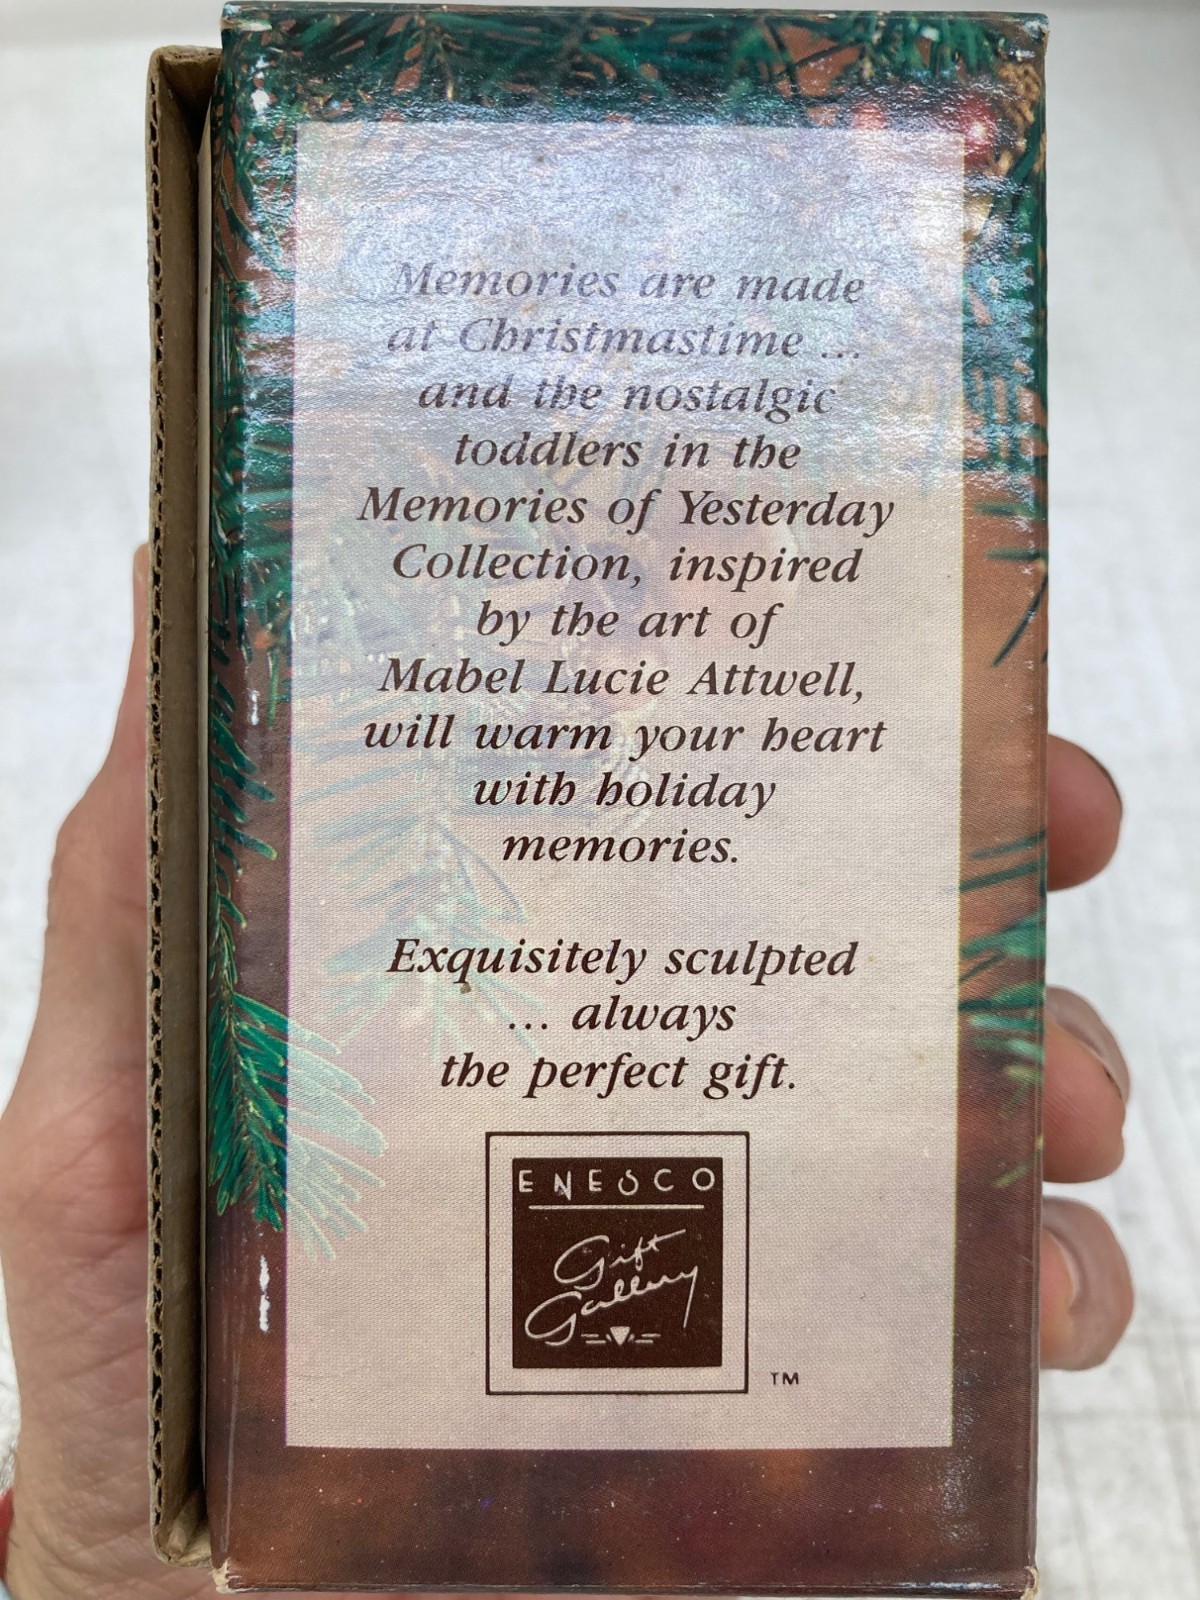 Memories are made
at Christmastime ...
and the nostalgic
toddlers in the
Memories of Yesterday
Collection, inspired
by the art of
Mabel Lucie Attwell,
will warm your heart
with holiday
memories.
Exquisitely sculpted
... always
the perfect gift.
ENESCO
Gift
Gallery
TM